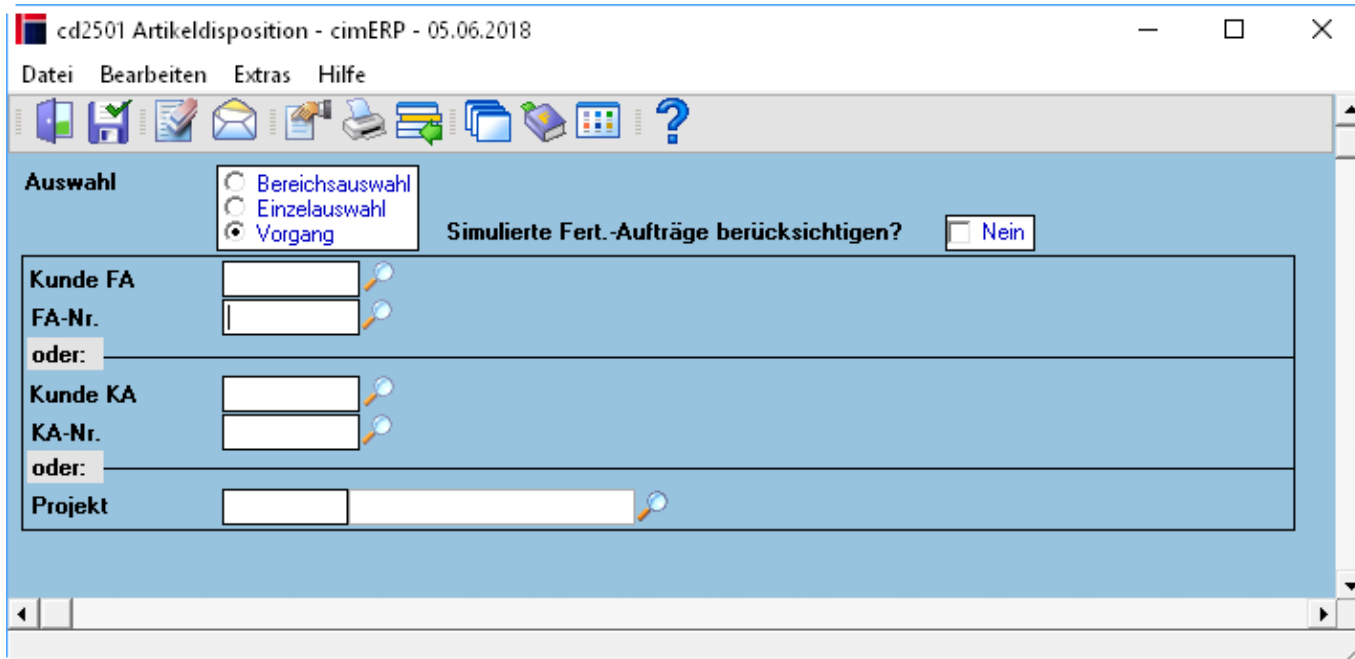 cd2501 Artikeldisposition - cimERP - 05.06.2018
Datei Bearbeiten Extras Hilfe
Auswahl
Bereichsauswahl
Einzelauswahl
Vorgang
Simulierte Fert.-Aufträge berücksichtigen? Nein
Kunde FA
FA-Nr.
oder:
Kunde KA
KA-Nr.
oder:
Projekt